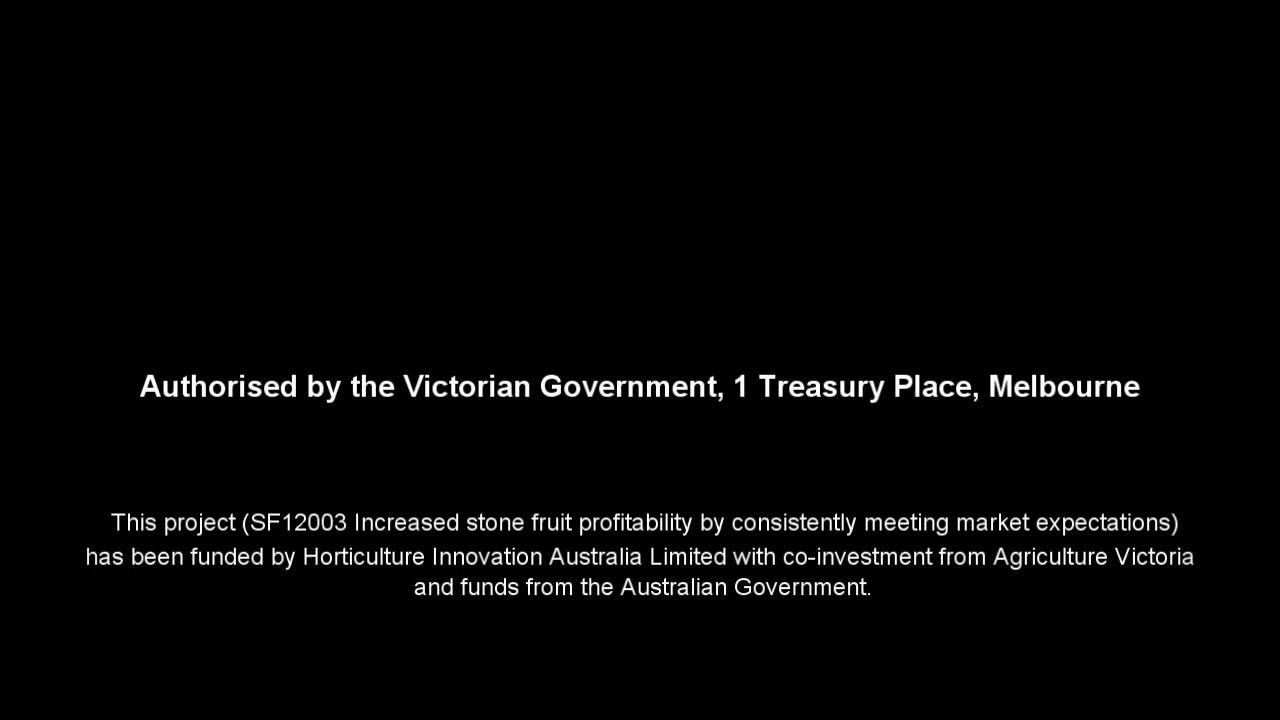 Authorised by the Victorian Government, 1 Treasury Place, Melbourne
This project (SF12003 Increased stone fruit profitability by consistently meeting market expectations)
has been funded by Horticulture Innovation Australia Limited with co-investment from Agriculture Victoria
and funds from the Australian Government.